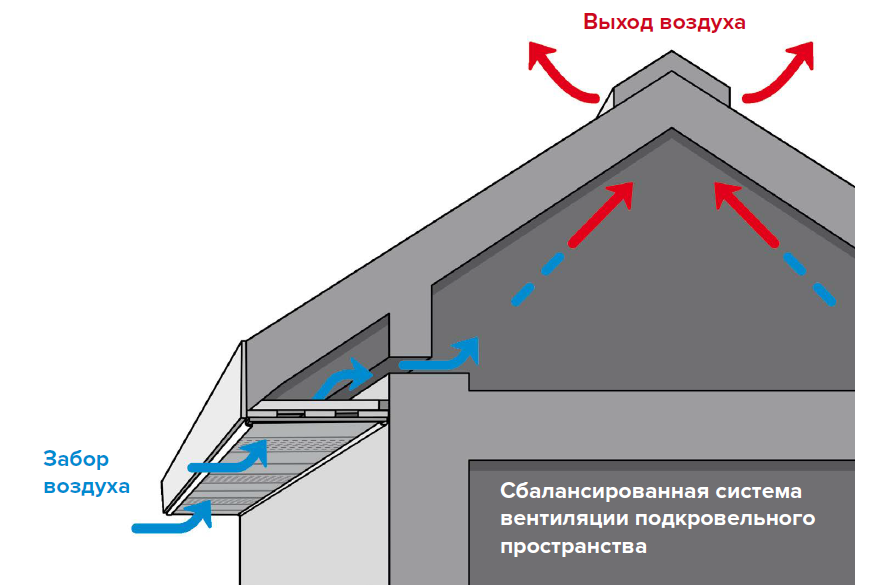 Выход воздуха
Забор
воздуха
Сбалансированная система
вентиляции подкровельного
пространства